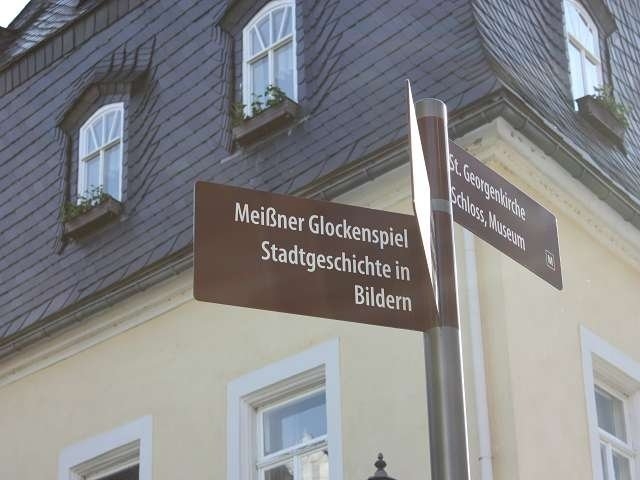 Meißner Glockenspiel
Stadtgeschichte in
Bildern
St. Georgenkirche
Schloss, Museum
M